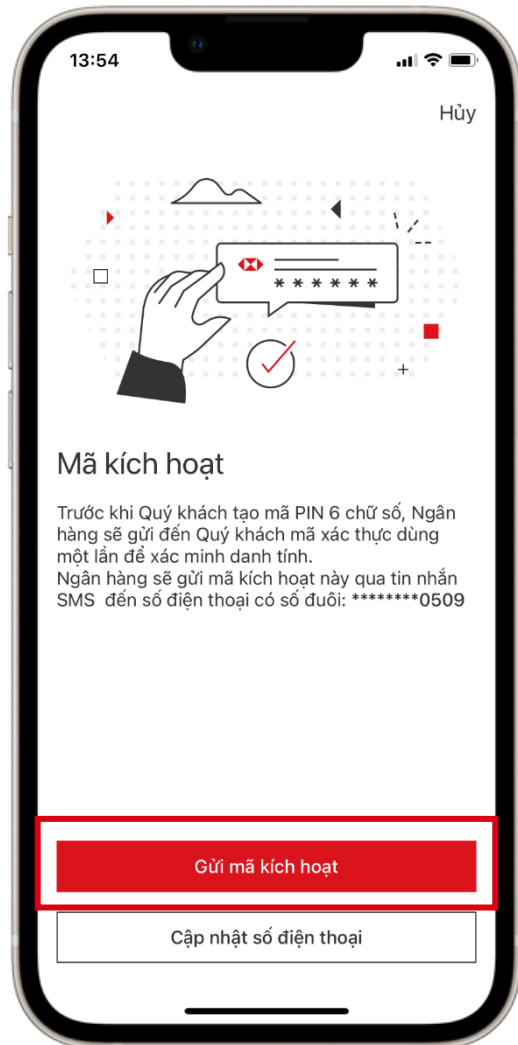 13:54
Hủy
******
Mã kích hoạt
Trước khi Quý khách tạo mã PIN 6 chữ số, Ngân
hàng sẽ gửi đến Quý khách mã xác thực dùng
một lần để xác minh danh tính.
Ngân hàng sẽ gửi mã kích hoạt này qua tin nhắn
SMS đến số điện thoại có số đuôi: ********0509
Gửi mã kích hoạt
Cập nhật số điện thoại